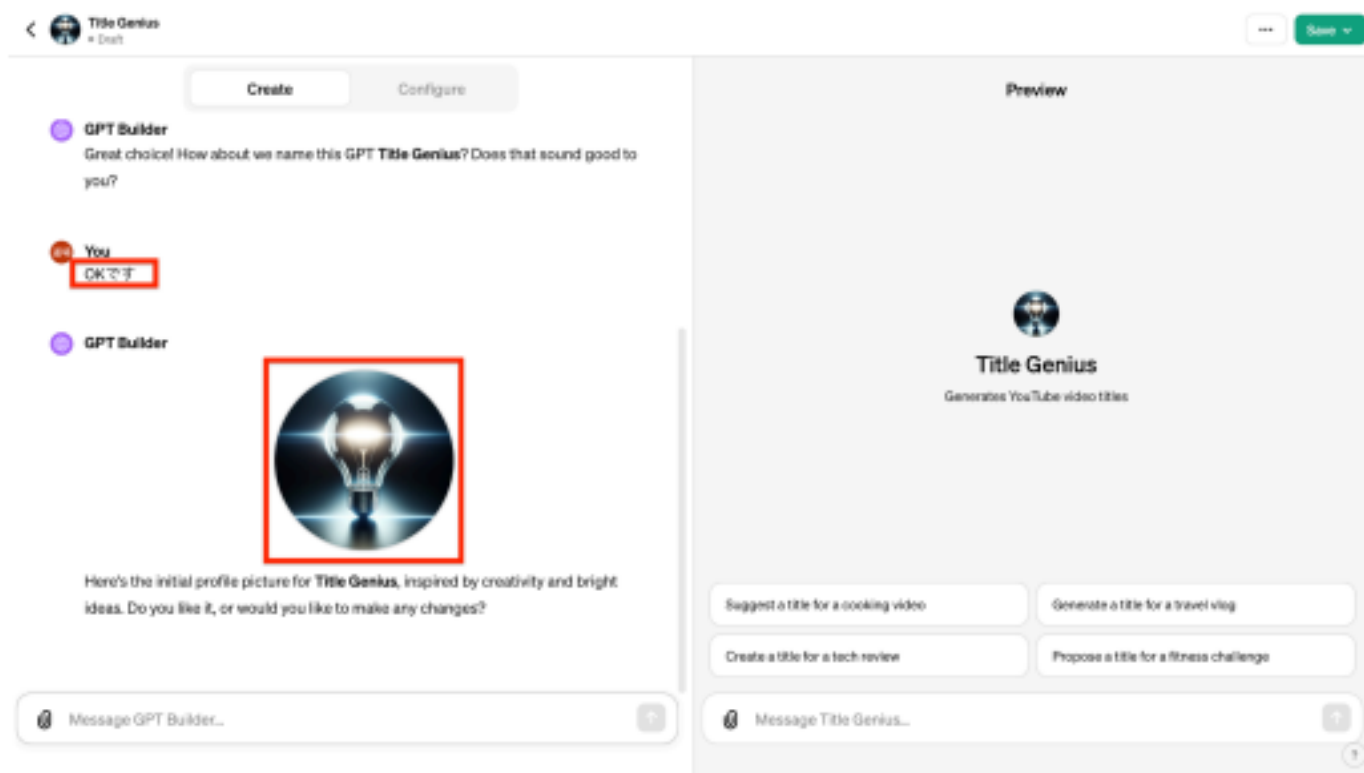 Title Genius
Draft
Save
Create
Configure
Preview
GPT Builder
Great choice! How about we name this GPT Title Genius? Does that sound good to
you?
You
OKです
GPT Builder
Here's the initial profile picture for Title Genius, inspired by creativity and bright
ideas. Do you like it, or would you like to make any changes?
Message GPT Builder...
Title Genius
Generates YouTube video titles
Suggest a title for a cooking video
Generate a title for a travel vlog
Create a title for a tech review
Propose a title for a fitness challenge
Message Title Genius...
?